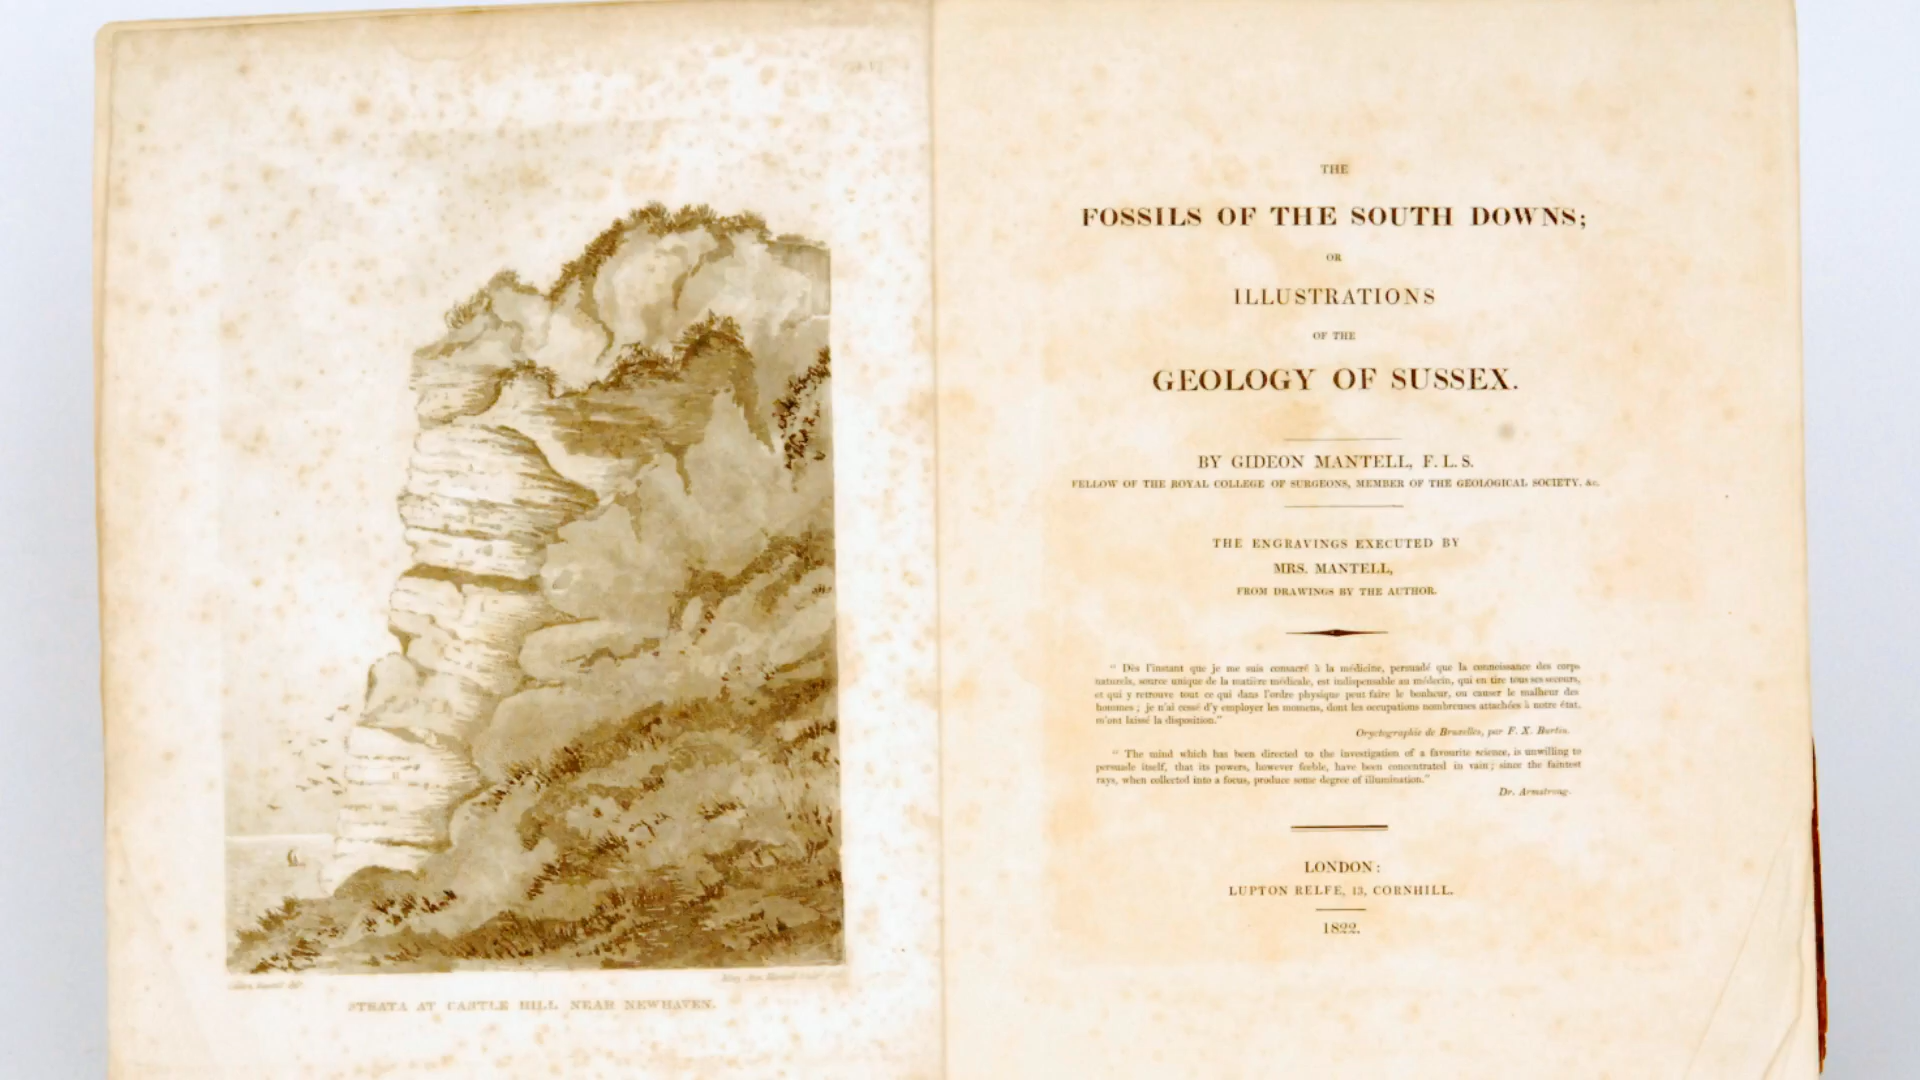 STRATA AT CASTLE HILL NEAR NEWHAVEN.
THE
FOSSILS OF THE SOUTH DOWNS;
OR
ILLUSTRATIONS
OF THE
GEOLOGY OF SUSSEX.
BY GIDEON MANTELL, F.L.S.
FELLOW OF THE ROYAL COLLEGE OF SURGEONS, MEMBER OF THE GEOLOGICAL SOCIETY. &c.
THE ENGRAVINGS EXECUTED BY
MRS. MANTELL,
FROM DRAWINGS BY THE AUTHOR.
" Dès l'instant que je me suis consacré à la médicine, persuadé que la connoissance des corps
naturels, source unique de la matière médicale, est indispensable au médecin, qui en tire tous ses secours,
et qui y retrouve tout ce qui dans l'ordre physique peut faire le bonheur, ou causer le malheur des
hommes ; je n'ai cessé d'y employer les momens, dont les occupations nombreuses attachées à notre état,
m'ont laissé la disposition."
Oryctographie de Bruxelles, par F. X. Burtin.
" The mind which has been directed to the investigation of a favourite science, is unwilling to
persuade itself, that its powers, however feeble, have been concentrated in vain ; since the faintest
rays, when collected into a focus, produce some degree of illumination."
Dr. Armstrong.
LONDON:
LUPTON RELFE, 13, CORNHILL.
1822.